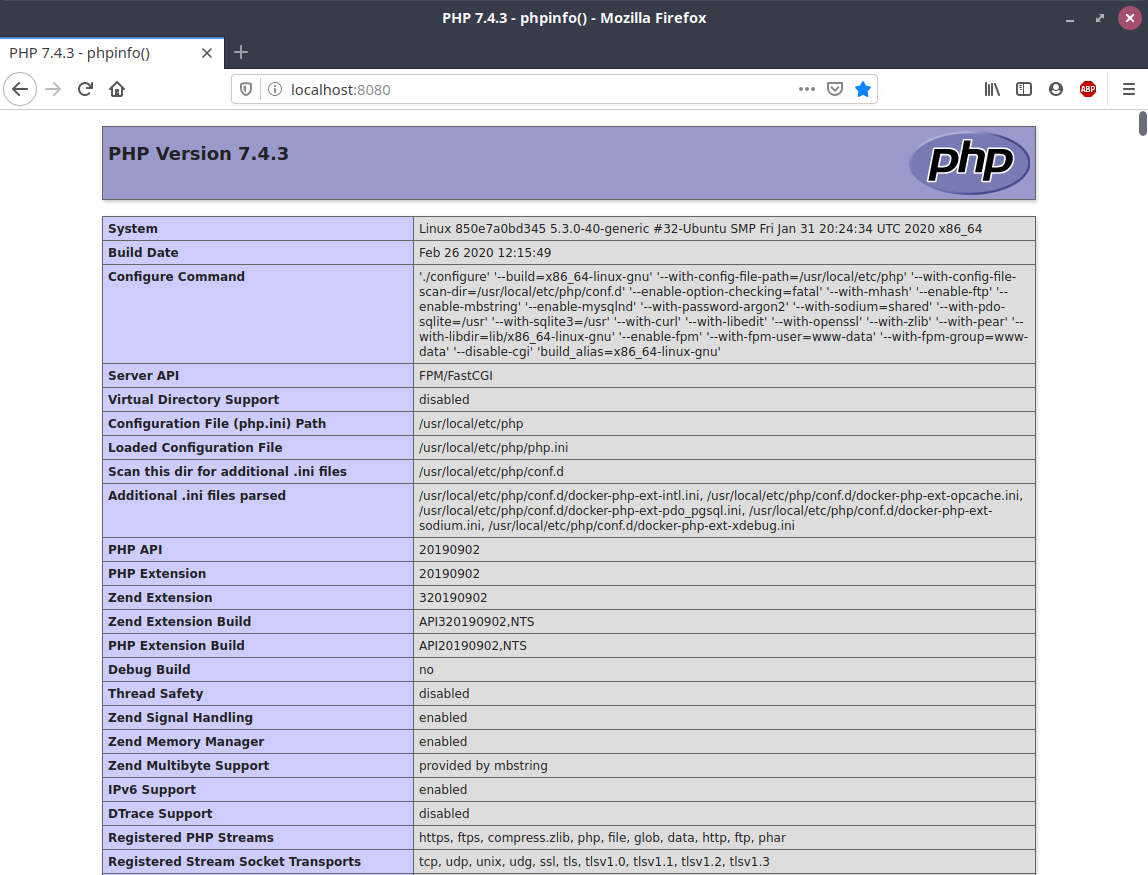 PHP 7.4.3 - phpinfo() - Mozilla Firefox
PHP 7.4.3 - phpinfo()
localhost:8080
ABP
PHP Version 7.4.3
php
System Linux 850e7a0bd345 5.3.0-40-generic #32-Ubuntu SMP Fri Jan 31 20:24:34 UTC 2020 x86_64
Build Date Feb 26 2020 12:15:49
Configure Command './configure' '--build=x86_64-linux-gnu' '--with-config-file-path=/usr/local/etc/php' '--with-config-file-
scan-dir=/usr/local/etc/php/conf.d' '--enable-option-checking=fatal' '--with-mhash' '--enable-ftp' '--
enable-mbstring' '--enable-mysqlnd' '--with-password-argon2' '--with-sodium=shared' '--with-pdo-
sqlite=/usr' '--with-sqlite3=/usr' '--with-curl' '--with-libedit' '--with-openssl' '--with-zlib' '--with-pear' '--
with-libdir=lib/x86_64-linux-gnu' '--enable-fpm' '--with-fpm-user=www-data' '--with-fpm-group=www-
data' '--disable-cgi' 'build_alias=x86_64-linux-gnu'
Server API FPM/FastCGI
Virtual Directory Support disabled
Configuration File (php.ini) Path /usr/local/etc/php
Loaded Configuration File /usr/local/etc/php/php.ini
Scan this dir for additional .ini files /usr/local/etc/php/conf.d
Additional .ini files parsed /usr/local/etc/php/conf.d/docker-php-ext-intl.ini, /usr/local/etc/php/conf.d/docker-php-ext-opcache.ini,
/usr/local/etc/php/conf.d/docker-php-ext-pdo_pgsql.ini, /usr/local/etc/php/conf.d/docker-php-ext-
sodium.ini, /usr/local/etc/php/conf.d/docker-php-ext-xdebug.ini
PHP API 20190902
PHP Extension 20190902
Zend Extension 320190902
Zend Extension Build API320190902,NTS
PHP Extension Build API20190902,NTS
Debug Build no
Thread Safety disabled
Zend Signal Handling enabled
Zend Memory Manager enabled
Zend Multibyte Support provided by mbstring
IPv6 Support enabled
DTrace Support disabled
Registered PHP Streams https, ftps, compress.zlib, php, file, glob, data, http, ftp, phar
Registered Stream Socket Transports tcp, udp, unix, udg, ssl, tls, tlsv1.0, tlsv1.1, tlsv1.2, tlsv1.3